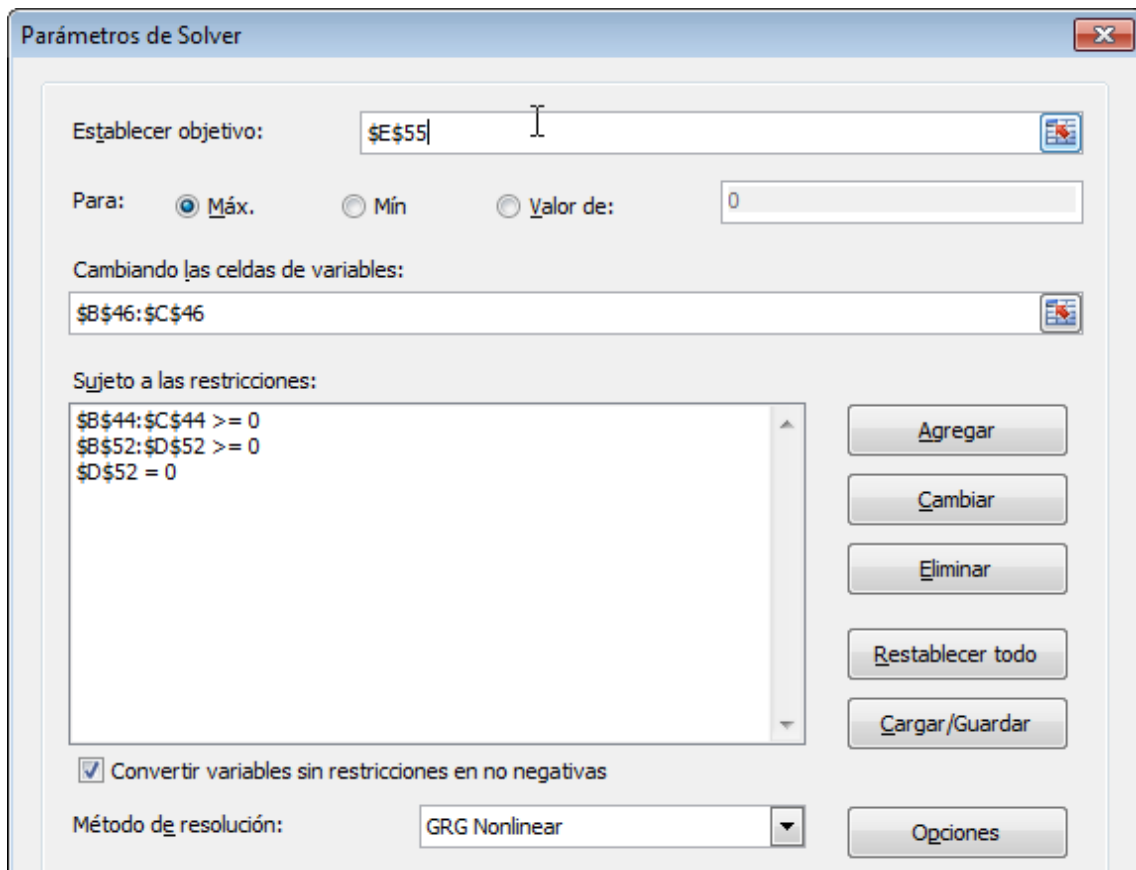 Parámetros de Solver
Establecer objetivo: $E$55
Para: Máx. Mín Valor de: 0
Cambiando las celdas de variables:
$B$46:$C$46
Sujeto a las restricciones:
$B$44:$C$44 >= 0
$B$52:$D$52 >= 0
$D$52 = 0
Agregar
Cambiar
Eliminar
Restablecer todo
Cargar/Guardar
Convertir variables sin restricciones en no negativas
Método de resolución: GRG Nonlinear Opciones